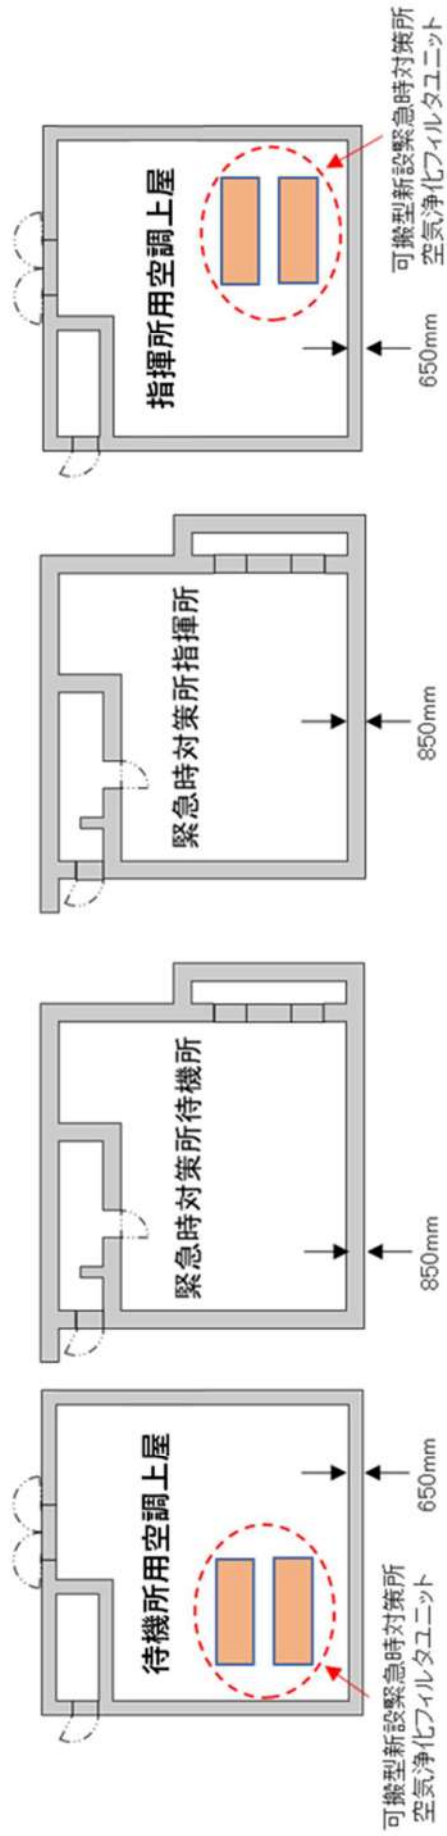 待機所用空調上屋
650mm
可搬型新設緊急時対策所
空気浄化フィルタユニット
緊急時対策所待機所
850mm
緊急時対策所指揮所
850mm
指揮所用空調上屋
650mm
可搬型新設緊急時対策所
空気浄化フィルタユニット